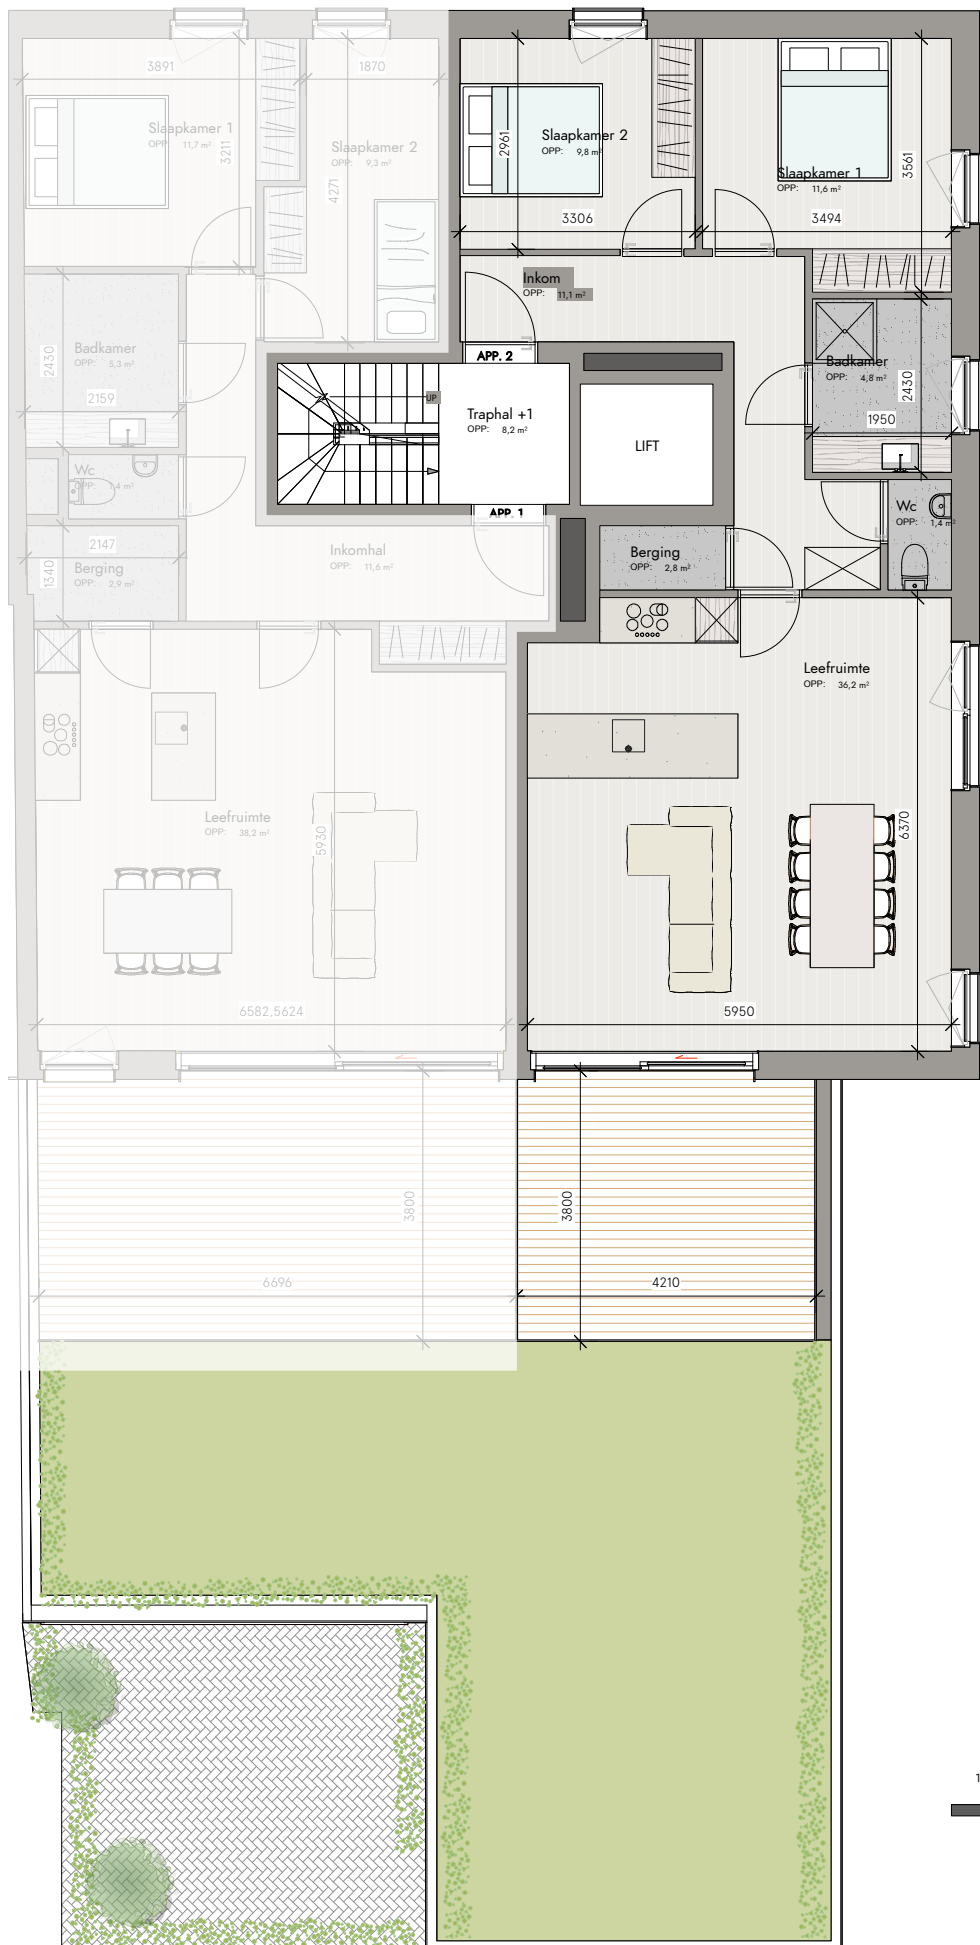 3891
1870
Slaapkamer 1
OPP: 11,7 m²
3211
Slaapkamer 2
OPP: 9,3 m²
4271
2961
Slaapkamer 2
OPP: 9,8 m²
3306
Slaapkamer 1
OPP: 11,6 m²
3561
3494
Inkom
OPP: 11,1 m²
Badkamer
OPP: 5,3 m²
2430
2159
APP. 2
UP
Traphal +1
OPP: 8,2 m²
LIFT
Badkamer
OPP: 4,8 m²
2430
1950
Wc
OPP: 1,4 m²
APP. 1
Wc
OPP: 1,4 m²
2147
Berging
OPP: 2,9 m²
1340
Inkomhal
OPP: 11,6 m²
Berging
OPP: 2,8 m²
Leefruimte
OPP: 36,2 m²
Leefruimte
OPP: 38,2 m²
5930
6370
6582,5624
5950
3800
3800
6696
4210
1